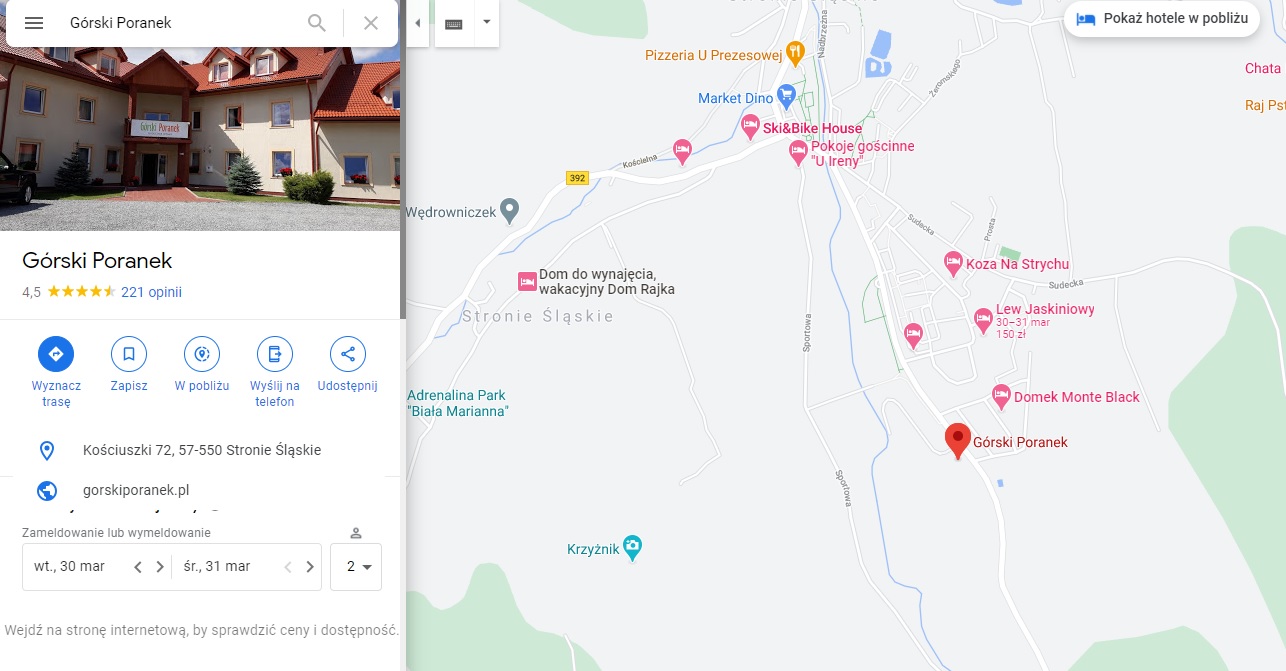 Górski Poranek
Górski Poranek
Górski Poranek
4,5
221 opinii
Wyznacz
trasę
Zapisz
W pobliżu
Wyślij na
telefon
Udostępnij
Kościuszki 72, 57-550 Stronie Śląskie
gorskiporanek.pl
Zameldowanie lub wymeldowanie
wt., 30 mar
śr., 31 mar
2
Wejdź na stronę internetową, by sprawdzić ceny i dostępność.
Pokaż hotele w pobliżu
Nadbrzeżna
Pizzeria U Prezesowej
Żeromskiego
Chata
Market Dino
Raj Pst
Ski&Bike House
Pokoje gościnne
"U Ireny"
Kościelna
392
Wędrowniczek
Sudecka
Prosta
Koza Na Strychu
Dom do wynajęcia,
wakacyjny Dom Rajka
Sudecka
Stronie Śląskie
Lew Jaskiniowy
30–31 mar
150 zł
Sportowa
Adrenalina Park
"Biała Marianna"
Domek Monte Black
Górski Poranek
Sportowa
Krzyżnik